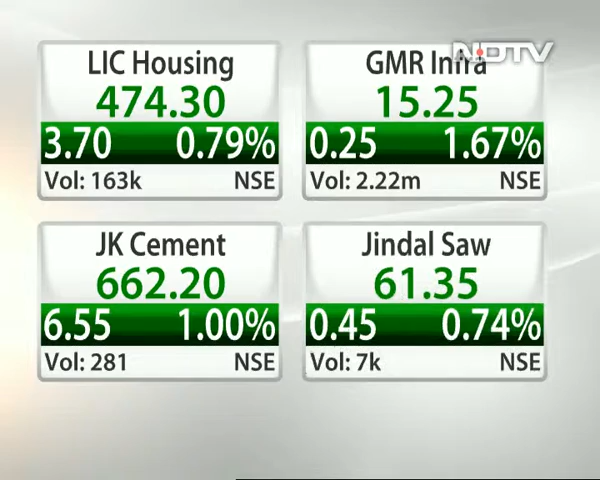 NDTV
LIC Housing
474.30
3.70 0.79%
Vol: 163k NSE
GMR Infra
15.25
0.25 1.67%
Vol: 2.22m NSE
JK Cement
662.20
6.55 1.00%
Vol: 281 NSE
Jindal Saw
61.35
0.45 0.74%
Vol: 7k NSE